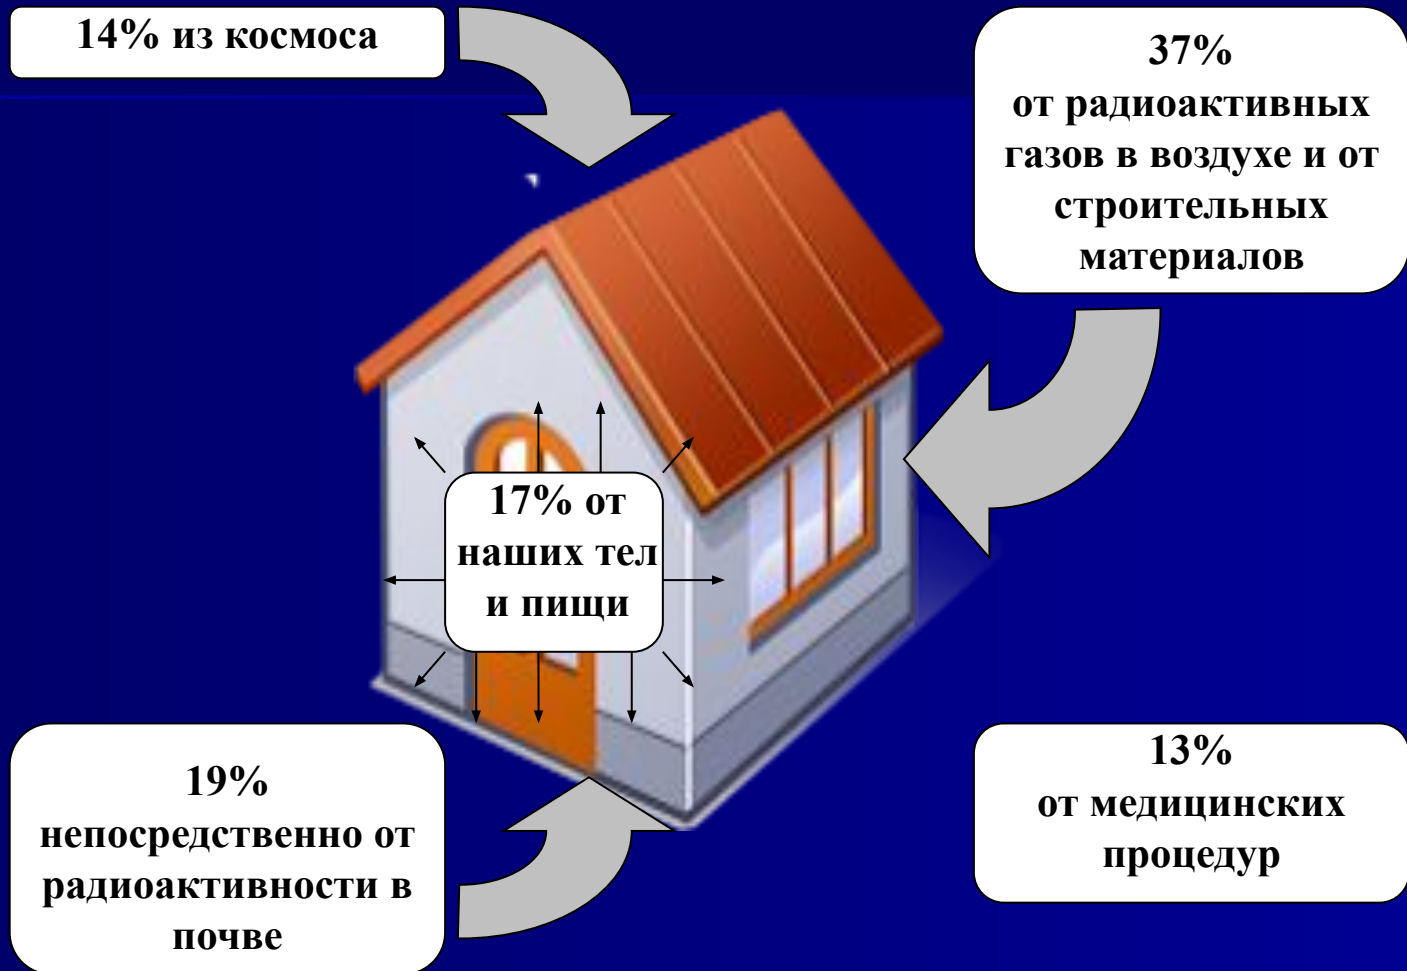 14% из космоса
37%
от радиоактивных
газов в воздухе и от
строительных
материалов
17% от
наших тел
и пищи
19%
непосредственно от
радиоактивности в
почве
13%
от медицинских
процедур